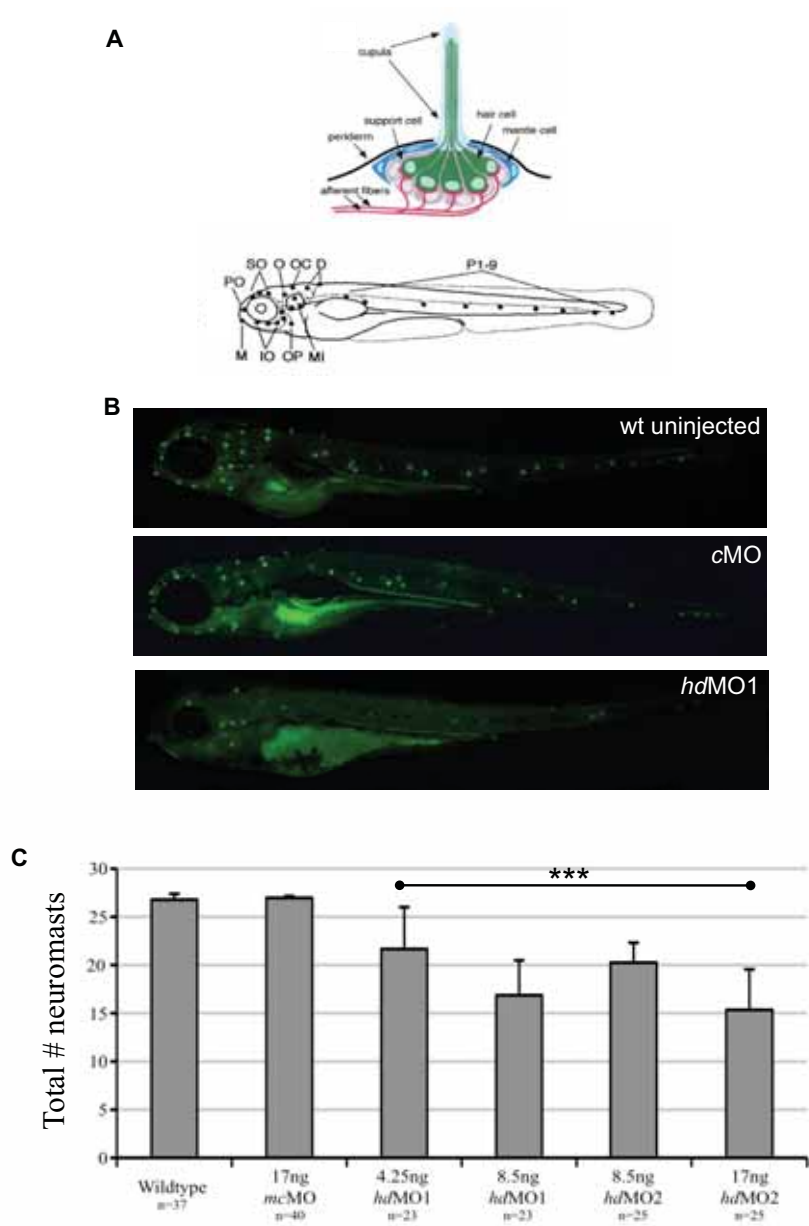 A
cupula
support cell
hair cell
periderm
mantle cell
afferent fibers
SO O OC D
P1-9
PO
M IO OP MI
B
wt uninjected
cMO
hdMO1
C
30
***
25
20
15
10
5
0
Total # neuromasts
Wildtype
n=37
17ng
mcMO
n=40
4.25ng
hdMO1
n=23
8.5ng
hdMO1
n=23
8.5ng
hdMO2
n=25
17ng
hdMO2
n=25